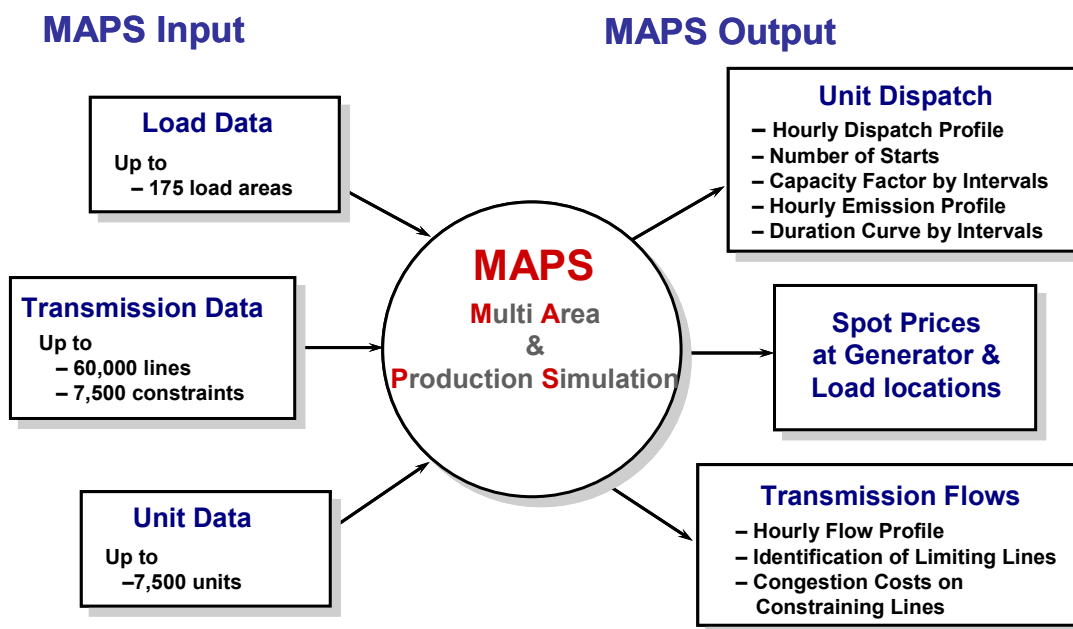 MAPS Input
MAPS Output
Load Data
Up to
– 175 load areas
Transmission Data
Up to
– 60,000 lines
– 7,500 constraints
Unit Data
Up to
–7,500 units
MAPS
Multi Area
&
Production Simulation
Unit Dispatch
– Hourly Dispatch Profile
– Number of Starts
– Capacity Factor by Intervals
– Hourly Emission Profile
– Duration Curve by Intervals
Spot Prices
at Generator &
Load locations
Transmission Flows
– Hourly Flow Profile
– Identification of Limiting Lines
– Congestion Costs on
Constraining Lines